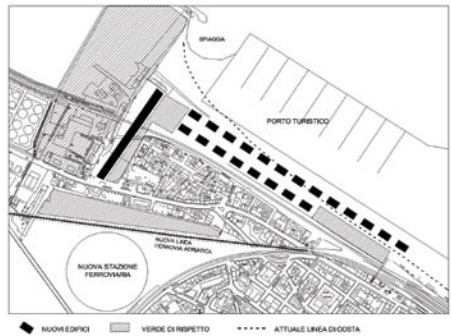 SPIAGGIA
PORTO TURISTICO
NUOVA LINEA
FERROVIA ADRIATICA
NUOVA STAZIONE
FERROVIARIA
NUOVI EDIFICI
VERDE DI RISPETTO
ATTUALE LINEA DI COSTA